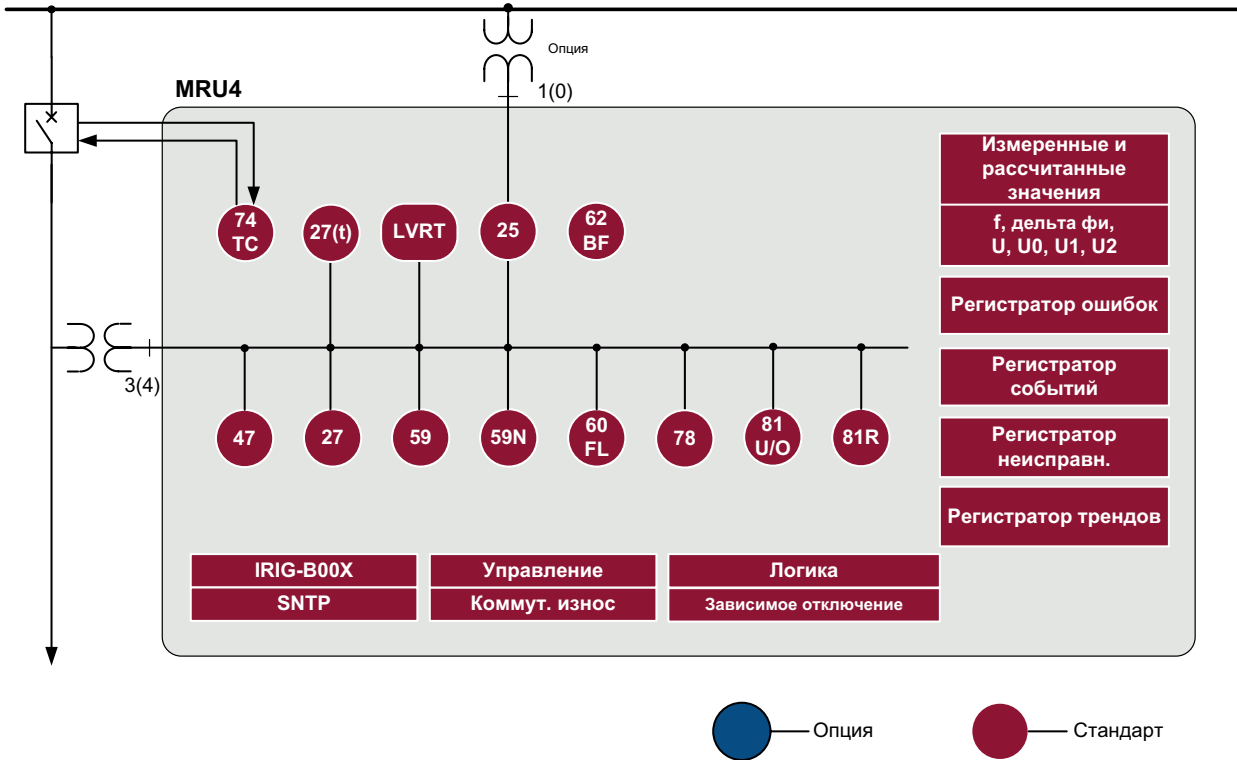 Опция
MRU4
1(0)
Измеренные и
рассчитанные
значения
74
TC
27(t)
LVRT
25
62
BF
f, дельта фи,
U, U0, U1, U2
Регистратор ошибок
3(4)
Регистратор
событий
47
27
59
59N
60
FL
78
81
U/O
81R
Регистратор
неисправн.
Регистратор трендов
IRIG-B00X
Управление
Логика
SNTP
Коммут. износ
Зависимое отключение
Опция
Стандарт